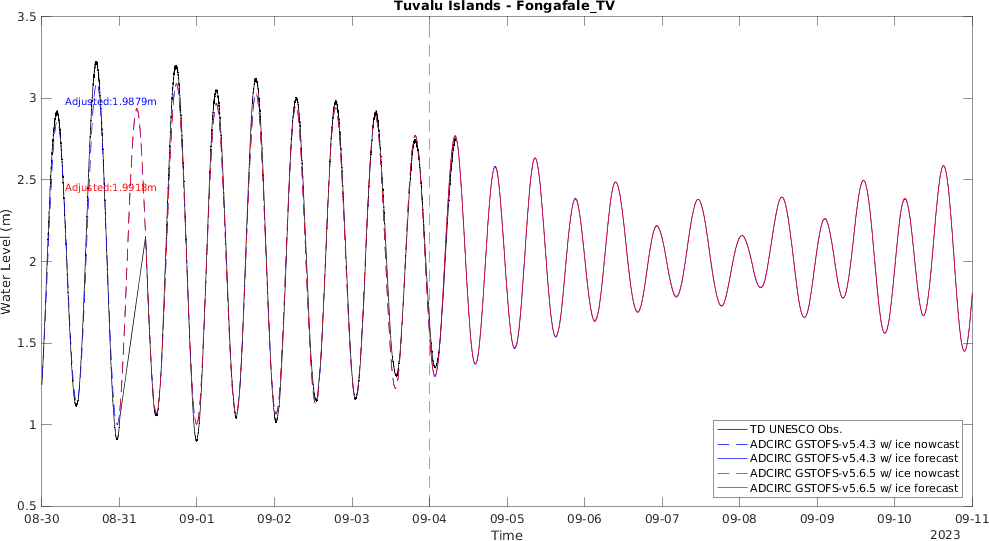 Tuvalu Islands - Fongafale_TV
3.5
3
2.5
2
1.5
1
0.5
Water Level (m)
Adjusted:1.9879m
Adjusted:1.9918m
TD UNESCO Obs.
ADCIRC GSTOFS-v5.4.3 w/ ice nowcast
ADCIRC GSTOFS-v5.4.3 w/ ice forecast
ADCIRC GSTOFS-v5.6.5 w/ ice nowcast
ADCIRC GSTOFS-v5.6.5 w/ ice forecast
08-30 08-31 09-01 09-02 09-03 09-04 09-05 09-06 09-07 09-08 09-09 09-10 09-11
Time
2023